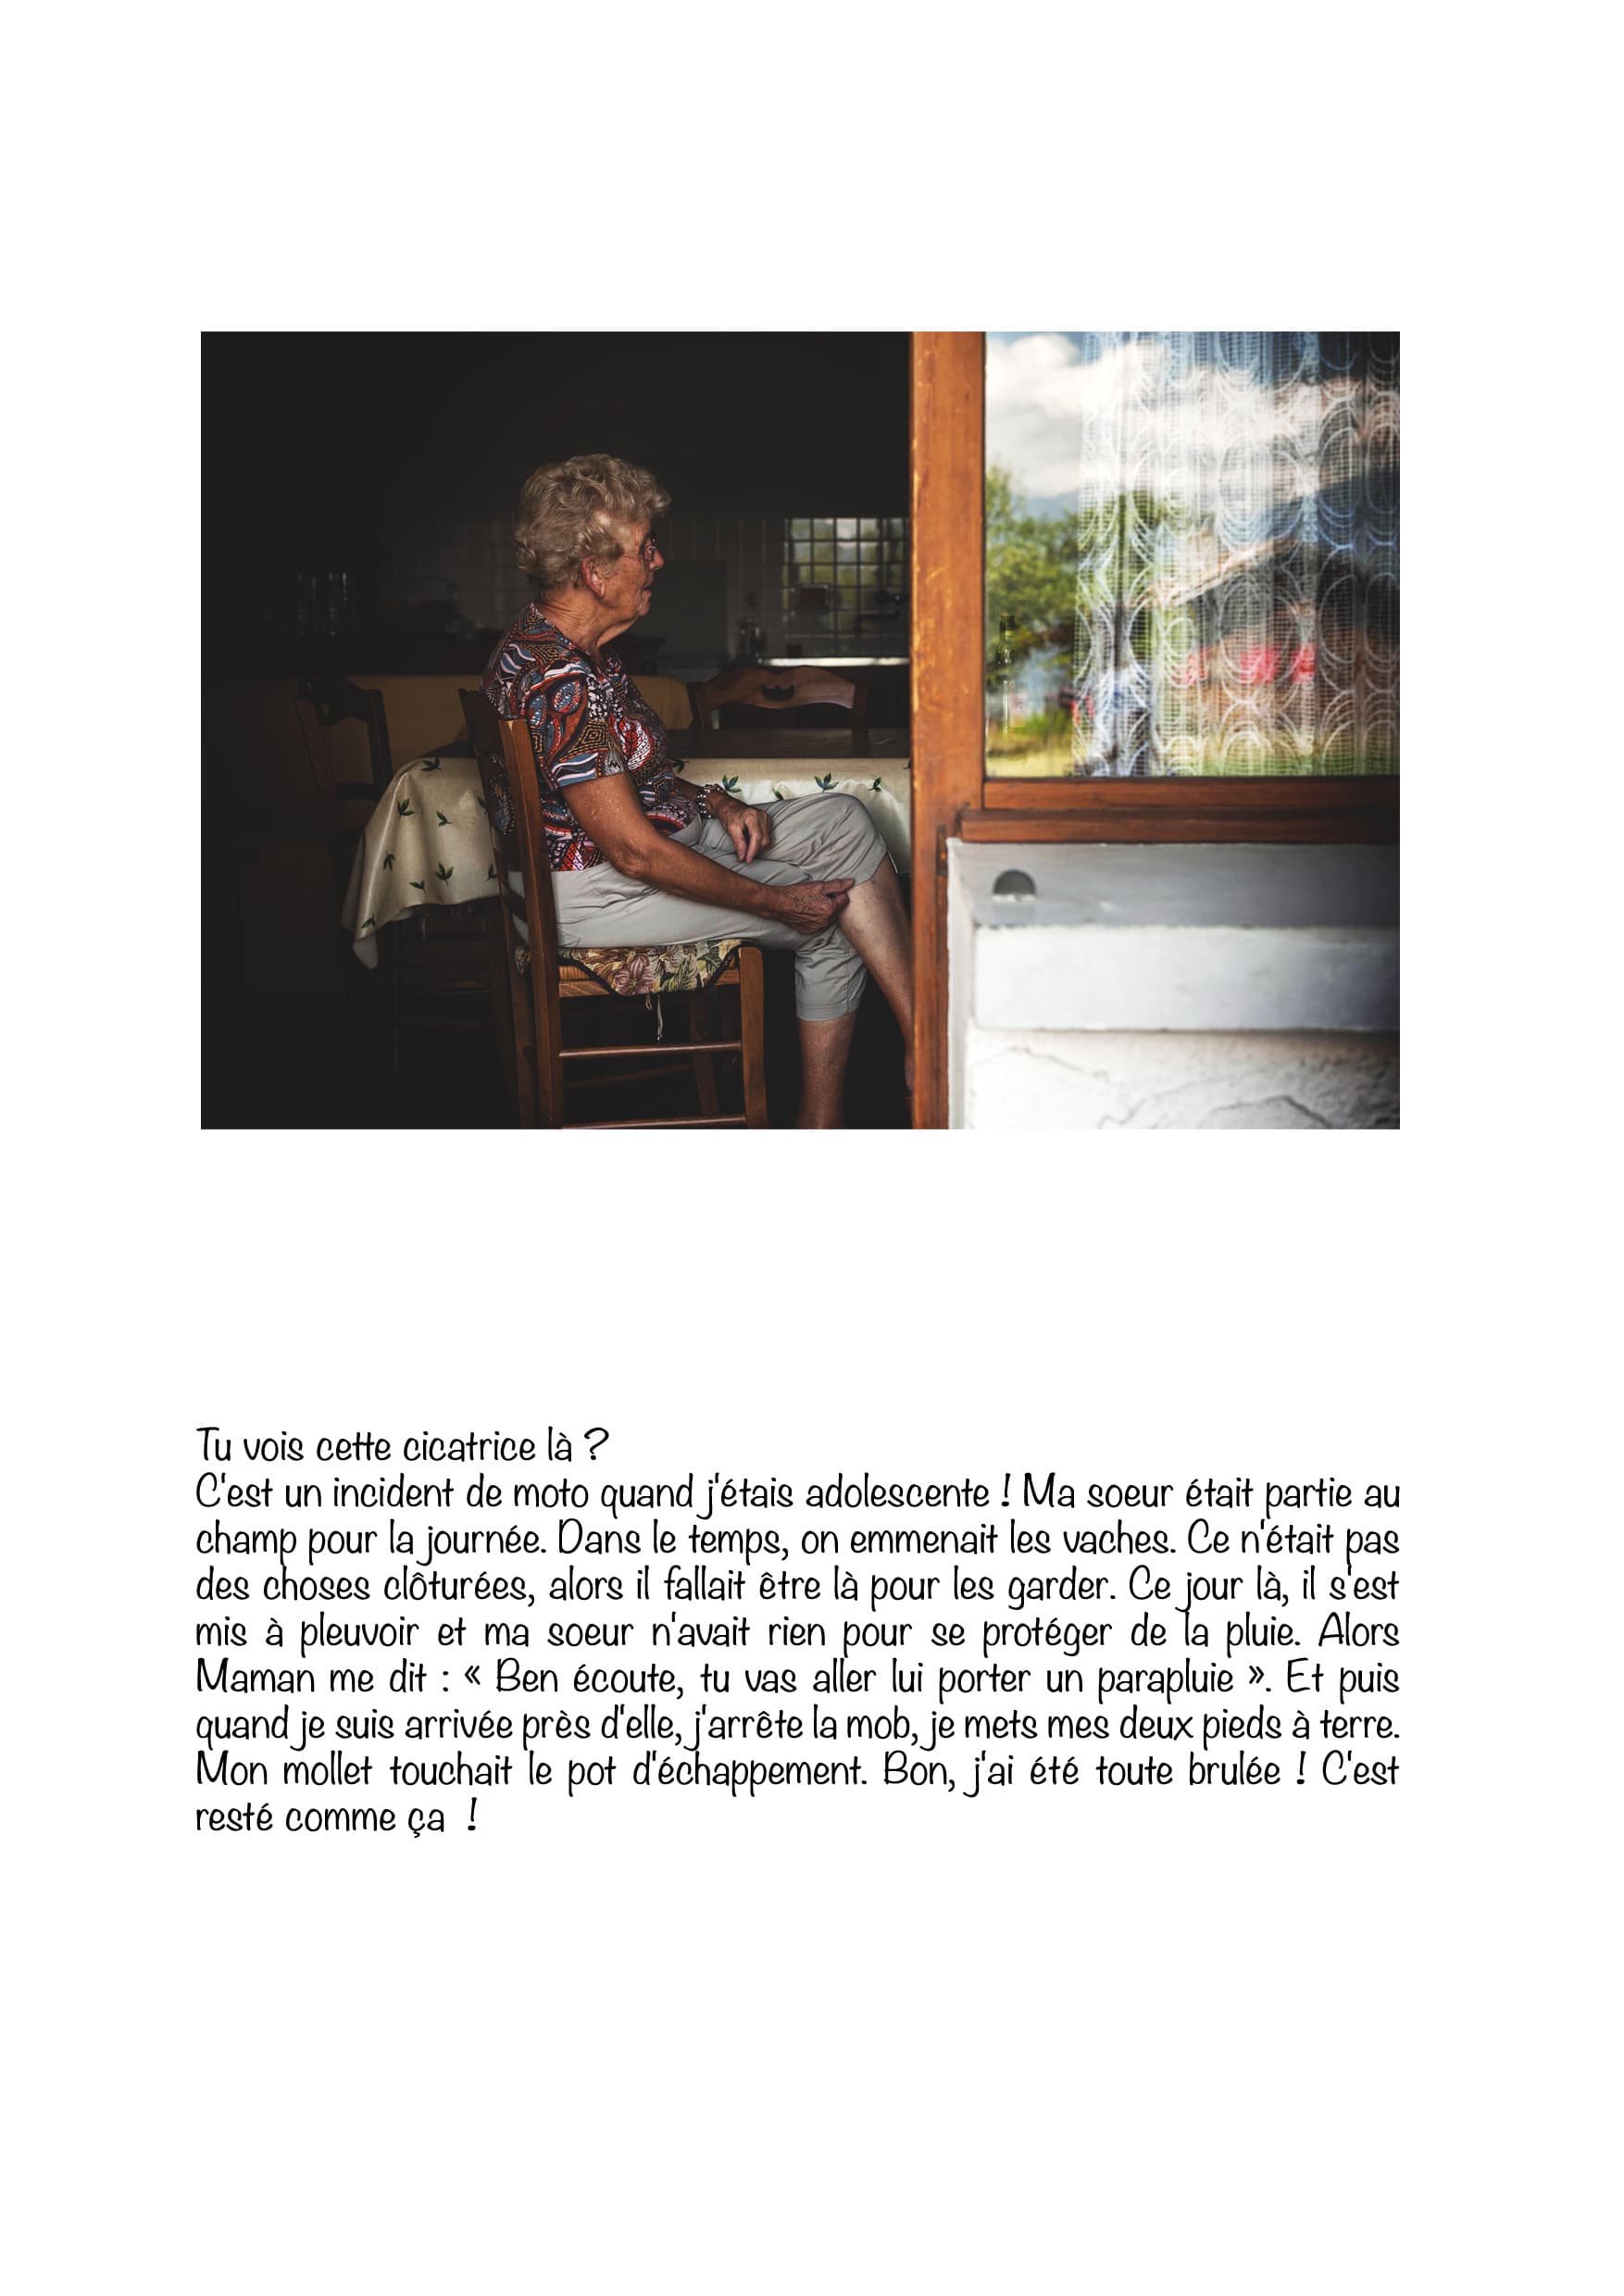 Tu vois cette cicatrice là ?
C'est un incident de moto quand j'étais adolescente ! Ma soeur était partie au
champ pour la journée. Dans le temps, on emmenait les vaches. Ce n'était pas
des choses clôturées, alors il fallait être là pour les garder. Ce jour là, il s'est
mis à pleuvoir et ma soeur n'avait rien pour se protéger de la pluie. Alors
Maman me dit : « Ben écoute, tu vas aller lui porter un parapluie ». Et puis
quand je suis arrivée près d'elle, j'arrête la mob, je mets mes deux pieds à terre.
Mon mollet touchait le pot d'échappement. Bon, j'ai été toute brulée ! C'est
resté comme ça  !